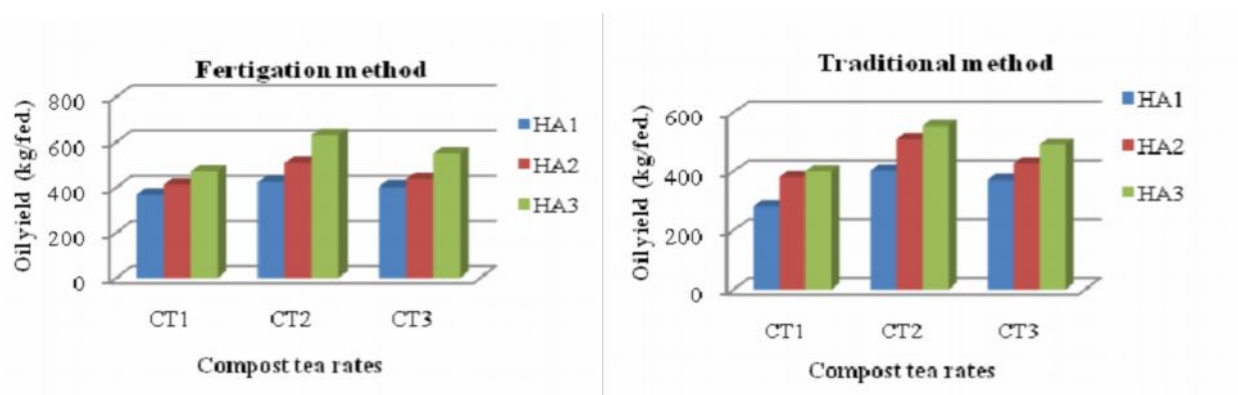 Fertigation method
Oil yield (kg/fed.)
800
600
400
200
0
CT1 CT2 CT3
Compost tea rates
HA1
HA2
HA3
Traditional method
Oil yield (kg/fed.)
600
400
200
0
CT1 CT2 CT3
Compost tea rates
HA1
HA2
HA3